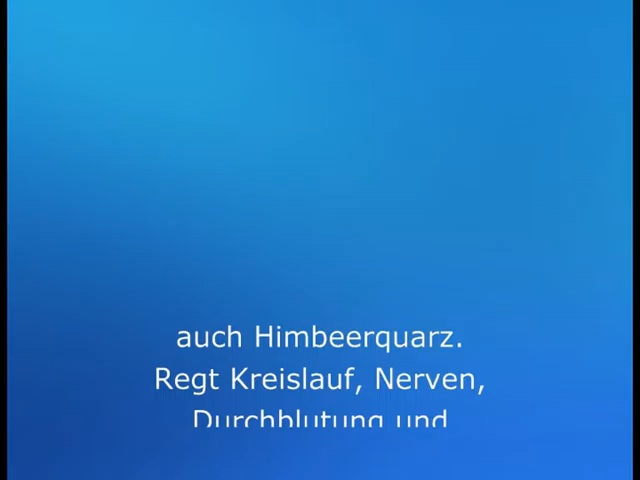 auch Himbeerquarz.
Regt Kreislauf, Nerven,
Durchblutung und